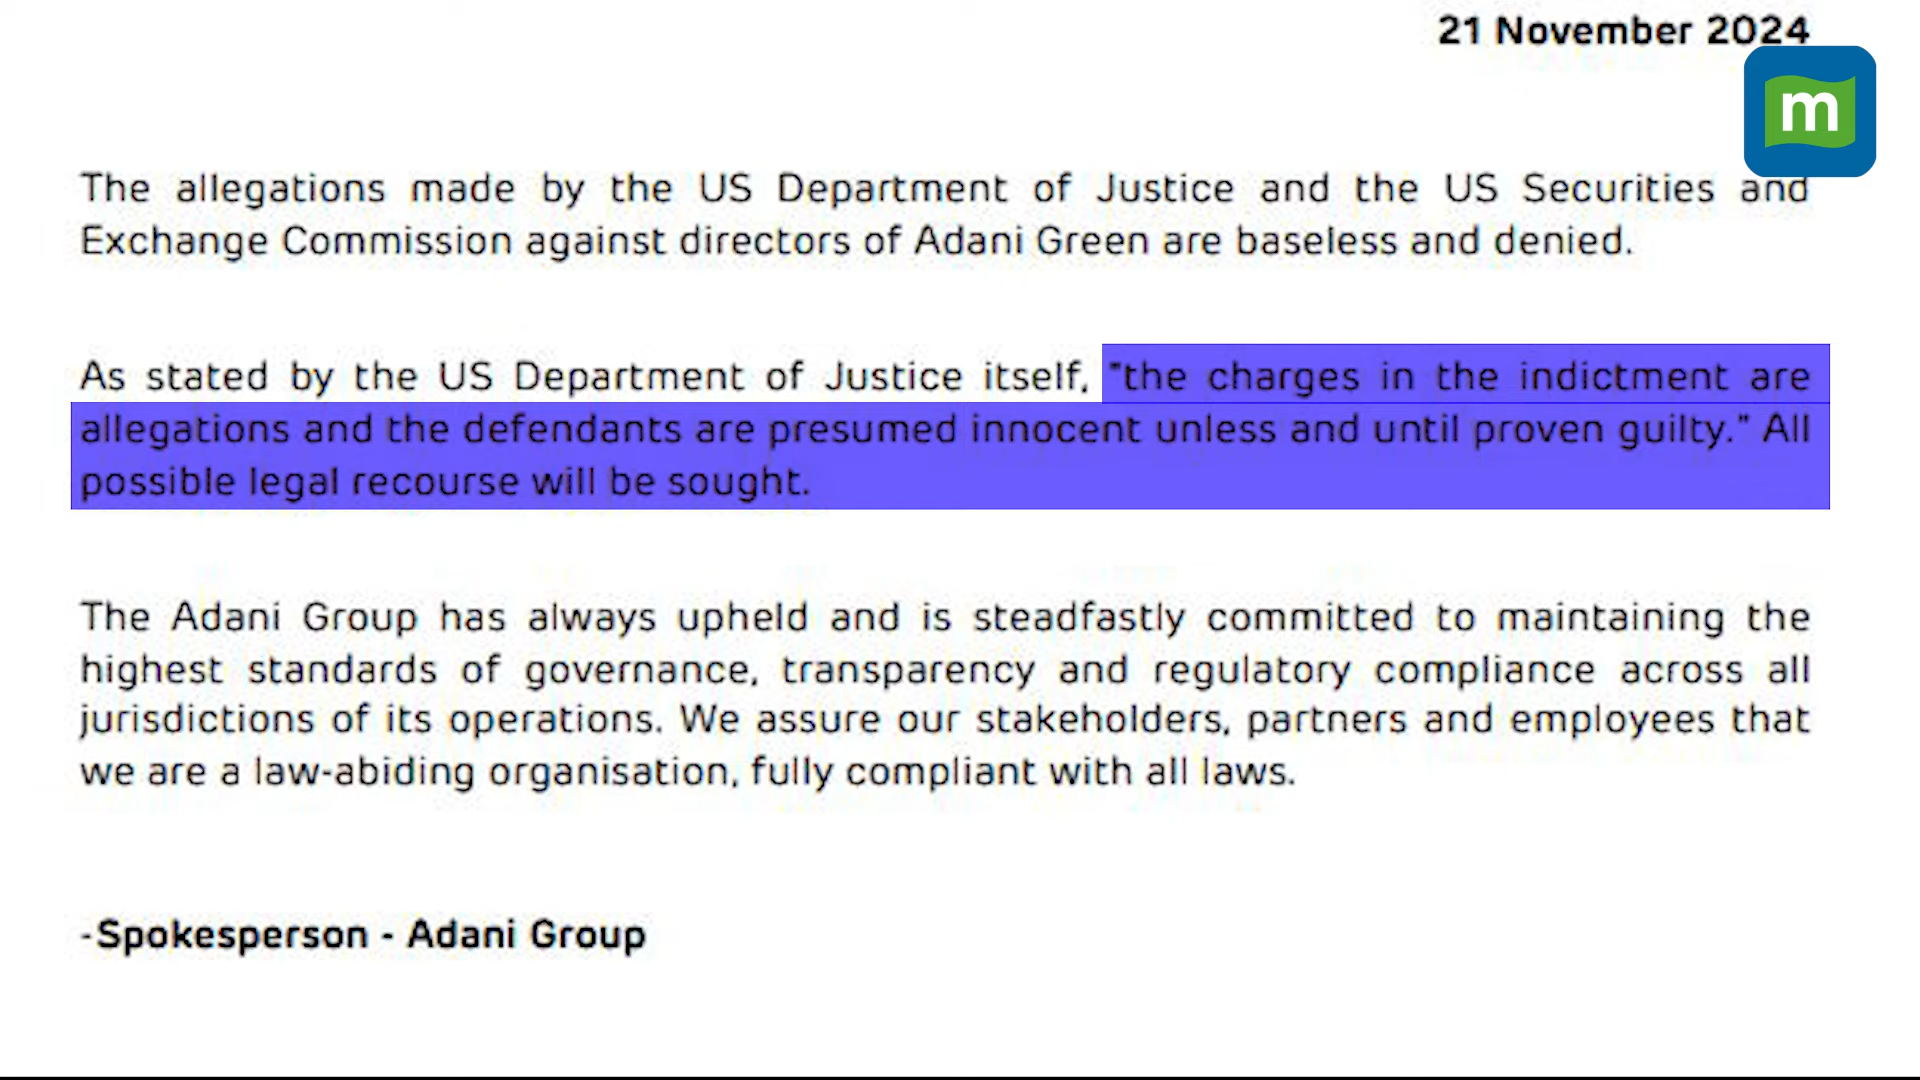 21 November 2024
m
The allegations made by the US Department of Justice and the US Securities and
Exchange Commission against directors of Adani Green are baseless and denied.
As stated by the US Department of Justice itself, "the charges in the indictment are
allegations and the defendants are presumed innocent unless and until proven guilty." All
possible legal recourse will be sought.
The Adani Group has always upheld and is steadfastly committed to maintaining the
highest standards of governance, transparency and regulatory compliance across all
jurisdictions of its operations. We assure our stakeholders, partners and employees that
we are a law-abiding organisation, fully compliant with all laws.
-Spokesperson - Adani Group